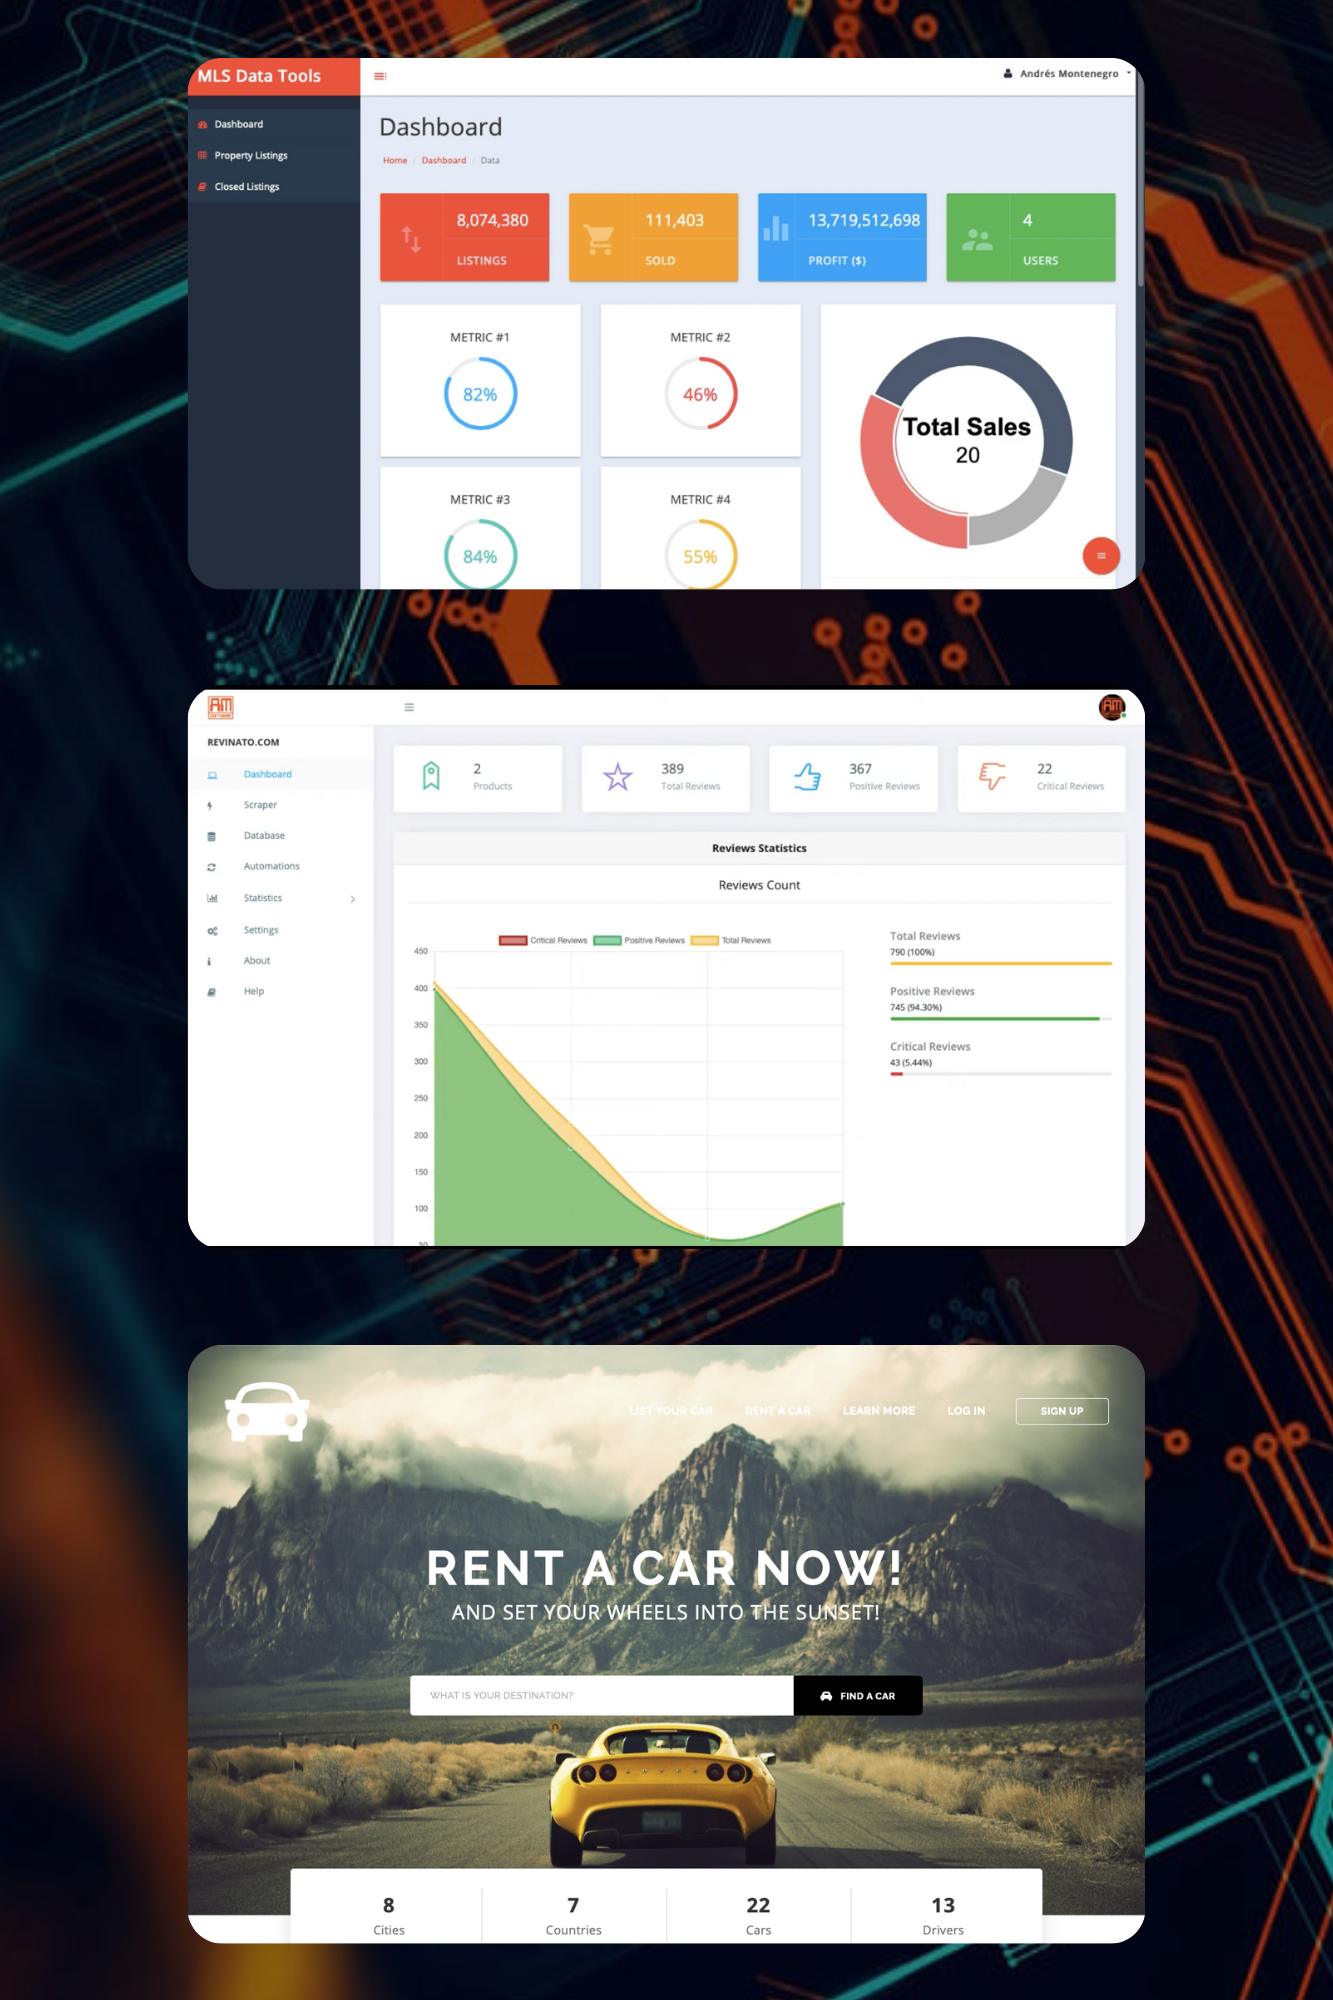 MLS Data Tools
Andrés Montenegro
Dashboard
Property Listings
Closed Listings
Dashboard
Home / Dashboard / Data
8,074,380
LISTINGS
111,403
SOLD
13,719,512,698
PROFIT ($)
4
USERS
METRIC #1
82%
METRIC #2
46%
METRIC #3
84%
METRIC #4
55%
Total Sales
20
AM
SOFTWARE
AM
REVINATO.COM
Dashboard
Scraper
Database
Automations
Statistics
Settings
About
Help
2
Products
389
Total Reviews
367
Positive Reviews
22
Critical Reviews
Reviews Statistics
Reviews Count
Critical Reviews Positive Reviews Total Reviews
450
400
350
300
250
200
150
100
50
Total Reviews
790 (100%)
Positive Reviews
745 (94.30%)
Critical Reviews
43 (5.44%)
LIST YOUR CAR RENT A CAR LEARN MORE LOG IN SIGN UP
RENT A CAR NOW!
AND SET YOUR WHEELS INTO THE SUNSET!
WHAT IS YOUR DESTINATION? FIND A CAR
8
Cities
7
Countries
22
Cars
13
Drivers